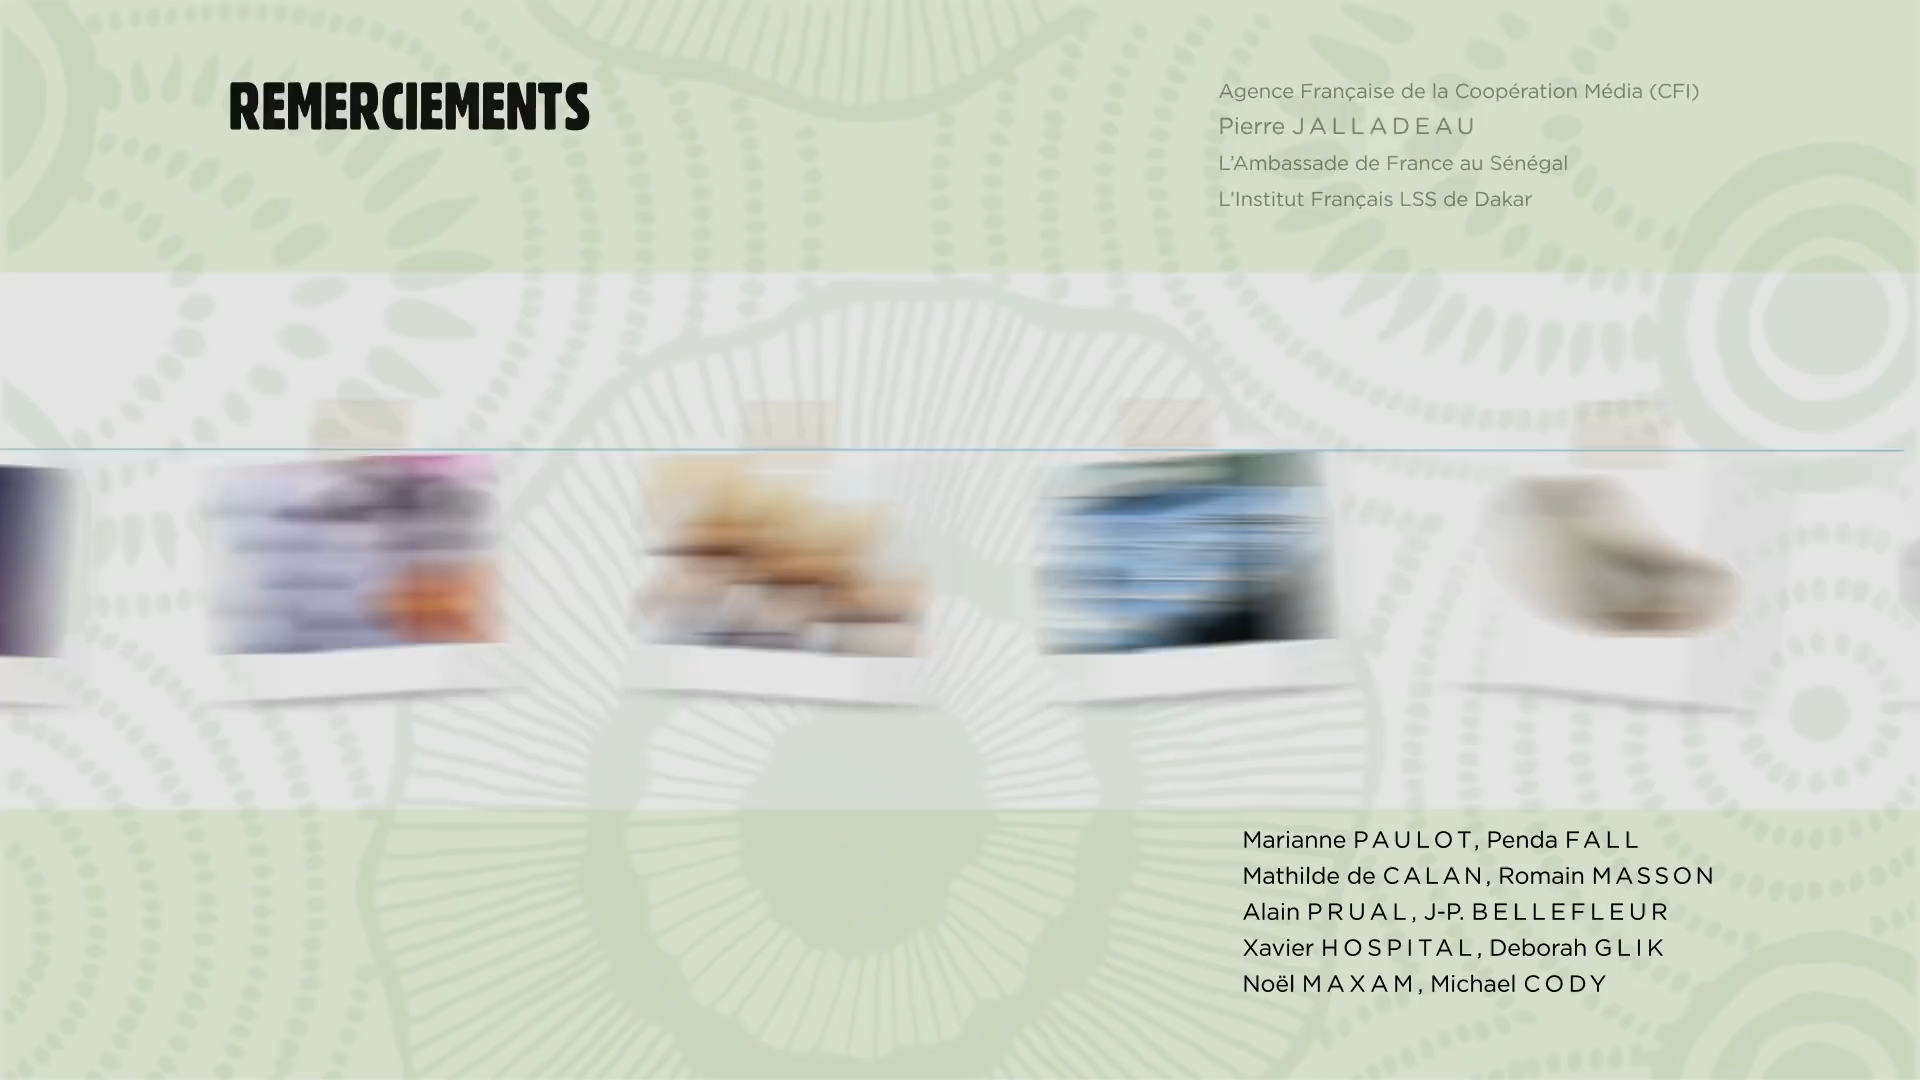 REMERCIEMENTS
Agence Française de la Coopération Média (CFI)
Pierre JALLADEAU
L'Ambassade de France au Sénégal
L'Institut Français LSS de Dakar
Marianne PAULOT, Penda FALL
Mathilde de CALAN, Romain MASSON
Alain PRUAL, J-P. BELLEFLEUR
Xavier HOSPITAL, Deborah GLIK
Noël MAXAM, Michael CODY